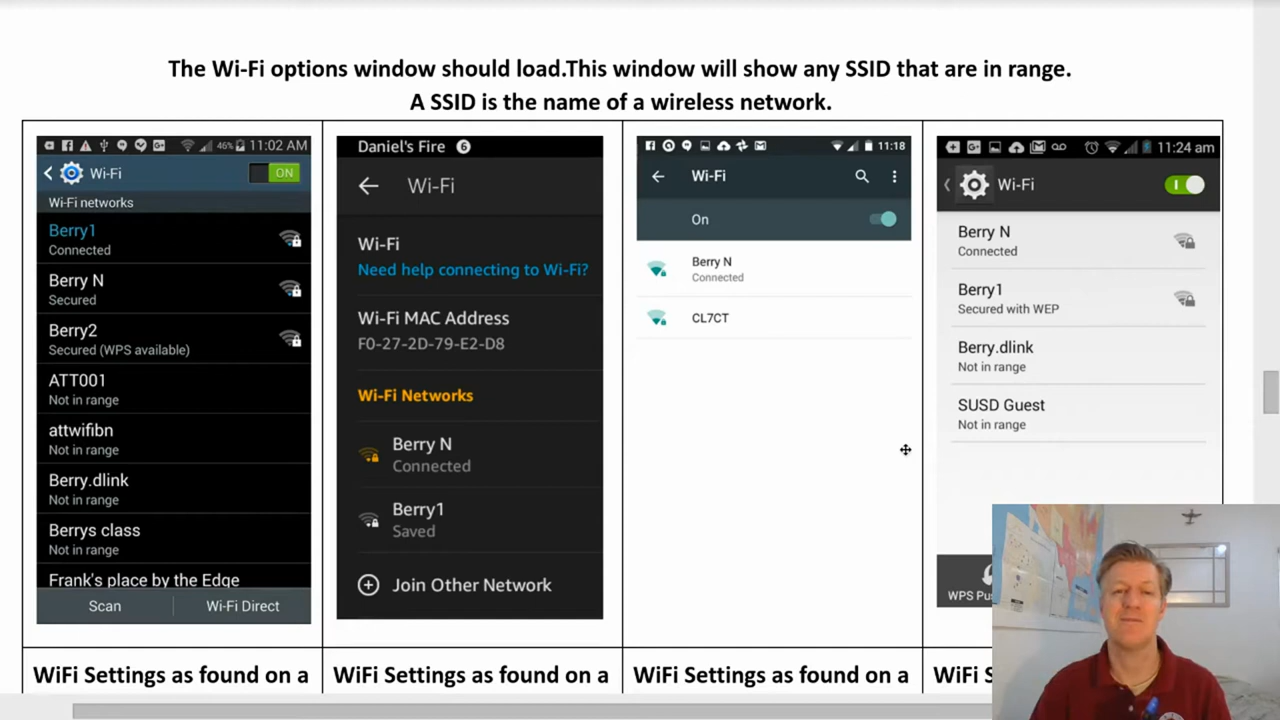 The Wi-Fi options window should load.This window will show any SSID that are in range.
A SSID is the name of a wireless network.
46% 11:02 AM
Wi-Fi
ON
Wi-Fi networks
Berry1
Connected
Berry N
Secured
Berry2
Secured (WPS available)
ATT001
Not in range
attwifibn
Not in range
Berry.dlink
Not in range
Berrys class
Not in range
Frank's place by the Edge
Scan
Wi-Fi Direct
Daniel's Fire 6
Wi-Fi
Wi-Fi
Need help connecting to Wi-Fi?
Wi-Fi MAC Address
F0-27-2D-79-E2-D8
Wi-Fi Networks
Berry N
Connected
Berry1
Saved
Join Other Network
11:18
Wi-Fi
On
Berry N
Connected
CL7CT
11:24 am
Wi-Fi
Berry N
Connected
Berry1
Secured with WEP
Berry.dlink
Not in range
SUSD Guest
Not in range
WPS Pu
WiFi Settings as found on a
WiFi Settings as found on a
WiFi Settings as found on a
WiFi S